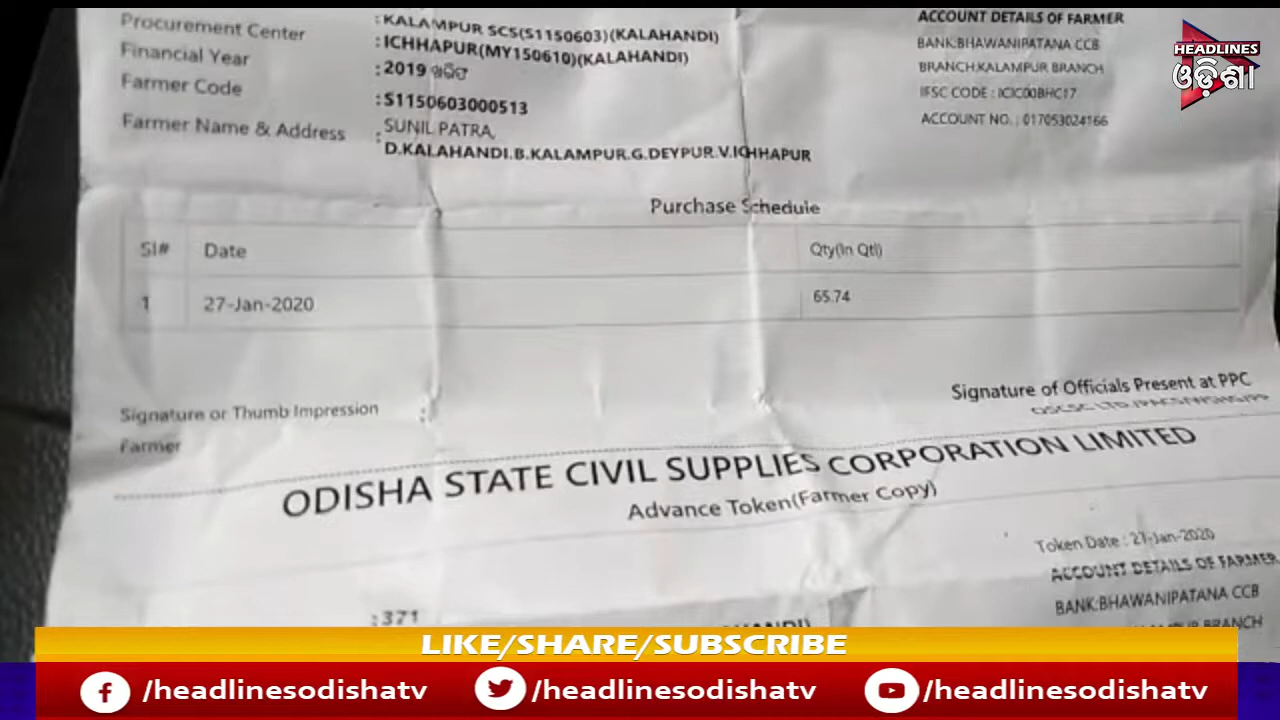 Procurement Center
Financial Year
Farmer Code
Farmer Name & Address
: KALAMPUR SCS(S1150603)(KALAHANDI)
: ICHHAPUR(MY150610)(KALAHANDI)
: 2019 ଖରିଫ
: S1150603000513
: SUNIL PATRA,
D.KALAHANDI.B.KALAMPUR.G.DEYPUR.V.ICHHAPUR
ACCOUNT DETAILS OF FARMER
BANK:BHAWANIPATANA CCB
BRANCH:KALAMPUR BRANCH
IFSC CODE : ICIC00BHC17
ACCOUNT NO. : 017053024166
HEADLINES
ଓଡ଼ିଶା
Purchase Schedule
Sl# Date Qty(In Qtl)
1 27-Jan-2020 65.74
Signature or Thumb Impression :
Farmer
Signature of Officials Present at PPC
ODISHA STATE CIVIL SUPPLIES CORPORATION LIMITED
Advance Token(Farmer Copy)
Token Date : 27-Jan-2020
ACCOUNT DETAILS OF FARMER
BANK:BHAWANIPATANA CCB
BRANCH
: 371
LIKE/SHARE/SUBSCRIBE
/headlinesodishatv /headlinesodishatv /headlinesodishatv